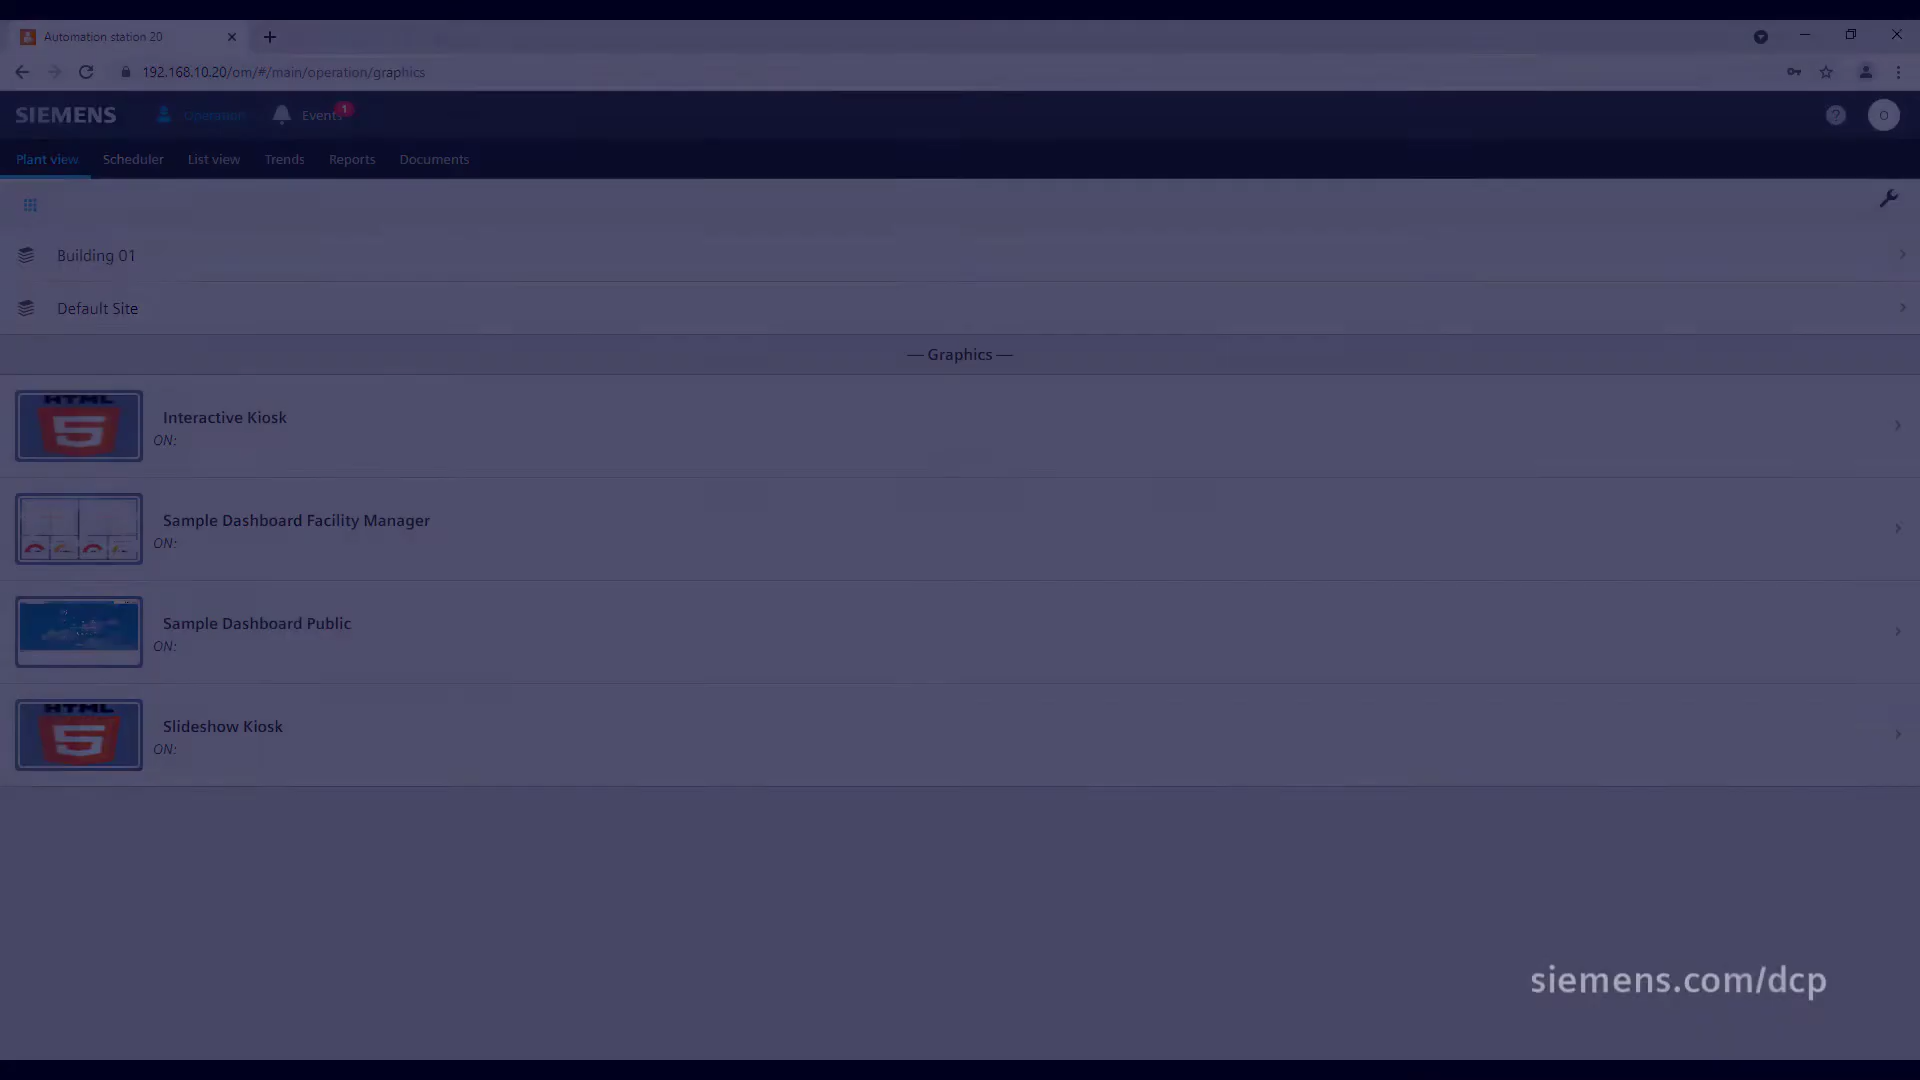 Automation station 20
192.168.10.20/om/#/main/operation/graphics
SIEMENS Operation Events 1 ? O
Plant view Scheduler List view Trends Reports Documents
Building 01
Default Site
— Graphics —
HTML
5
Interactive Kiosk
ON:
Sample Dashboard Facility Manager
ON:
Sample Dashboard Public
ON:
HTML
5
Slideshow Kiosk
ON:
siemens.com/dcp